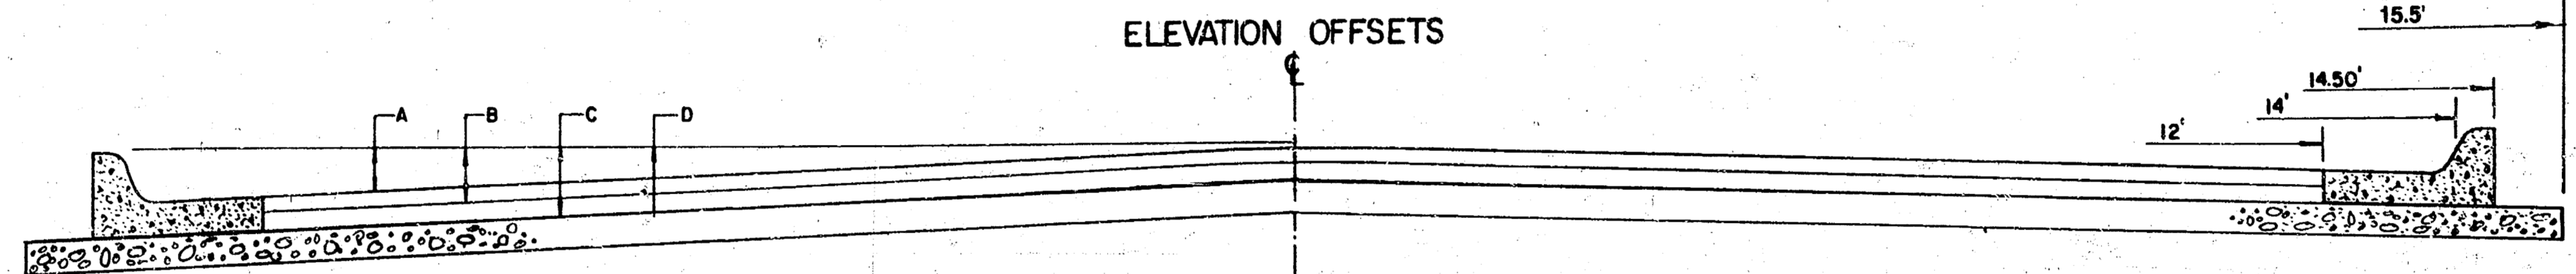 15.5'
ELEVATION OFFSETS
℄
14.50'
14'
12'
A
B
C
D